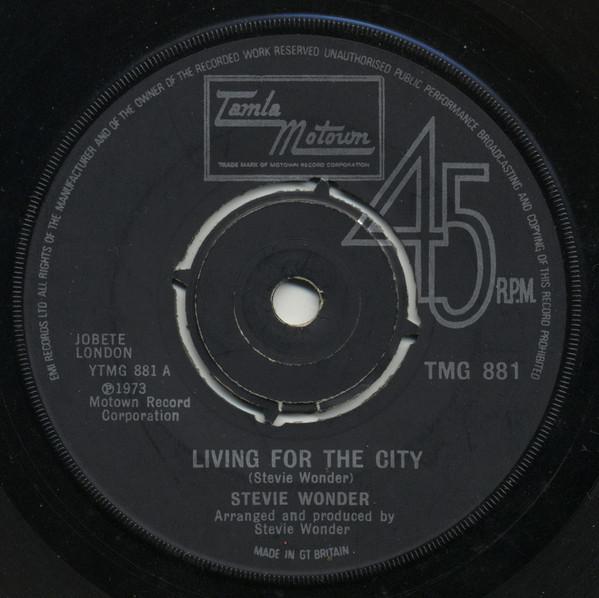 EMI RECORDS LTD ALL RIGHTS OF THE MANUFACTURER AND OF THE OWNER OF THE RECORDED WORK RESERVED UNAUTHORISED PUBLIC PERFORMANCE BROADCASTING AND COPYING OF THIS RECORD PROHIBITED
Tamla
Motown
TRADE MARK OF MOTOWN RECORD CORPORATION
45
R.P.M.
JOBETE
LONDON
YTMG 881 A
℗1973
Motown Record
Corporation
TMG 881
LIVING FOR THE CITY
(Stevie Wonder)
STEVIE WONDER
Arranged and produced by
Stevie Wonder
MADE IN GT BRITAIN